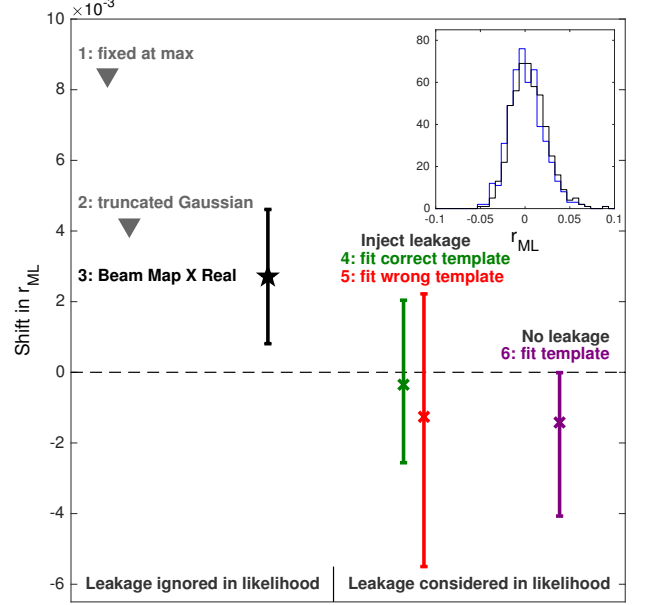 10 ×10⁻³
8
6
4
2
0
-2
-4
-6
Shift in r_ML
1: fixed at max
2: truncated Gaussian
3: Beam Map X Real
Inject leakage
4: fit correct template
5: fit wrong template
No leakage
6: fit template
Leakage ignored in likelihood
Leakage considered in likelihood
80
60
40
20
0
-0.1 -0.05 0 0.05 0.1
r_ML